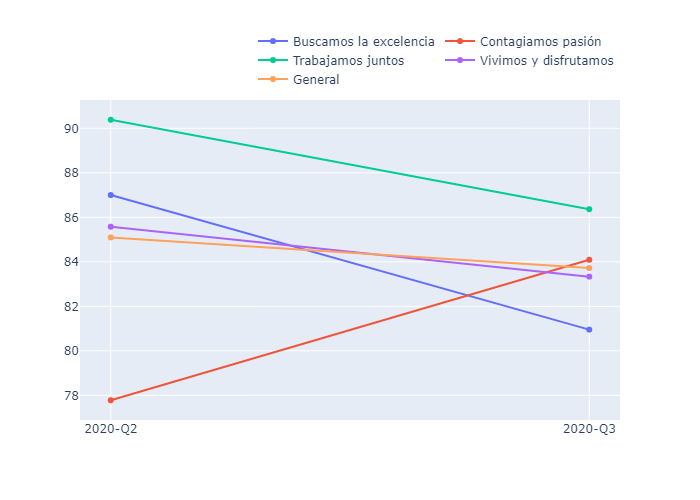 Buscamos la excelencia Contagiamos pasión
Trabajamos juntos Vivimos y disfrutamos
General
90
88
86
84
82
80
78
2020-Q2 2020-Q3